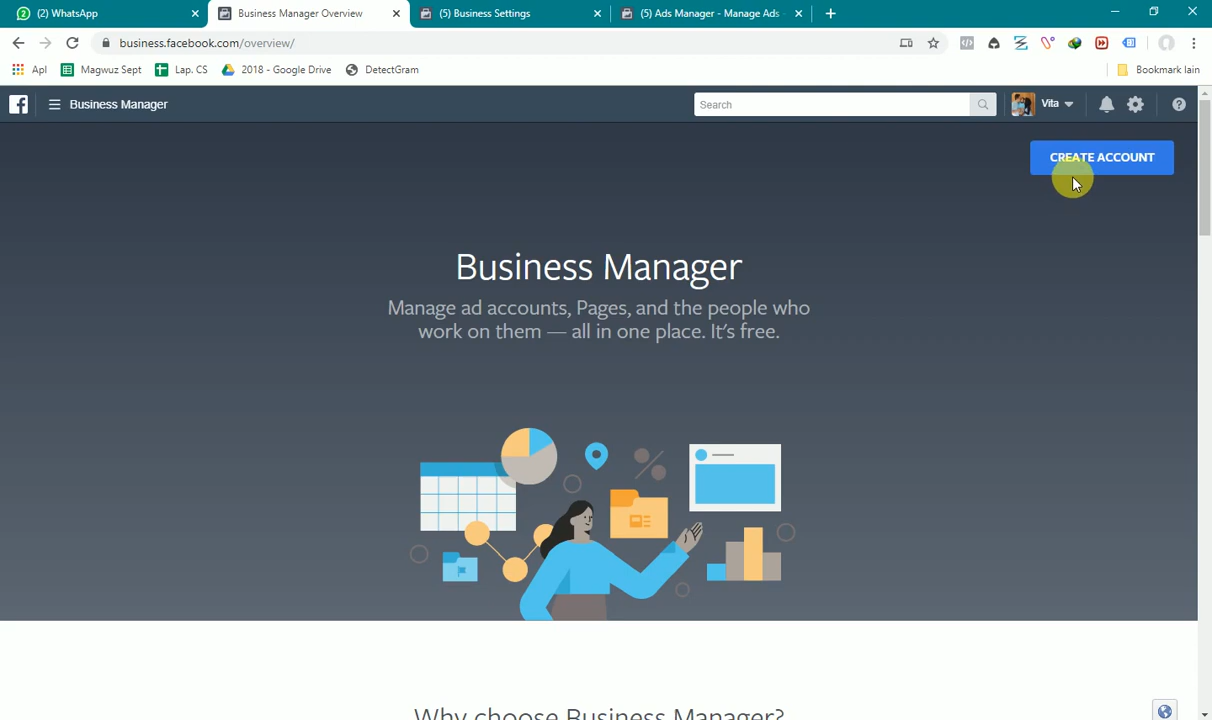 (2) WhatsApp
Business Manager Overview
(5) Business Settings
(5) Ads Manager - Manage Ads
business.facebook.com/overview/
Apl
Magwuz Sept
Lap. CS
2018 - Google Drive
DetectGram
Bookmark lain
Business Manager
Search
Vita
CREATE ACCOUNT
Business Manager
Manage ad accounts, Pages, and the people who
work on them — all in one place. It's free.
Why choose Business Manager?